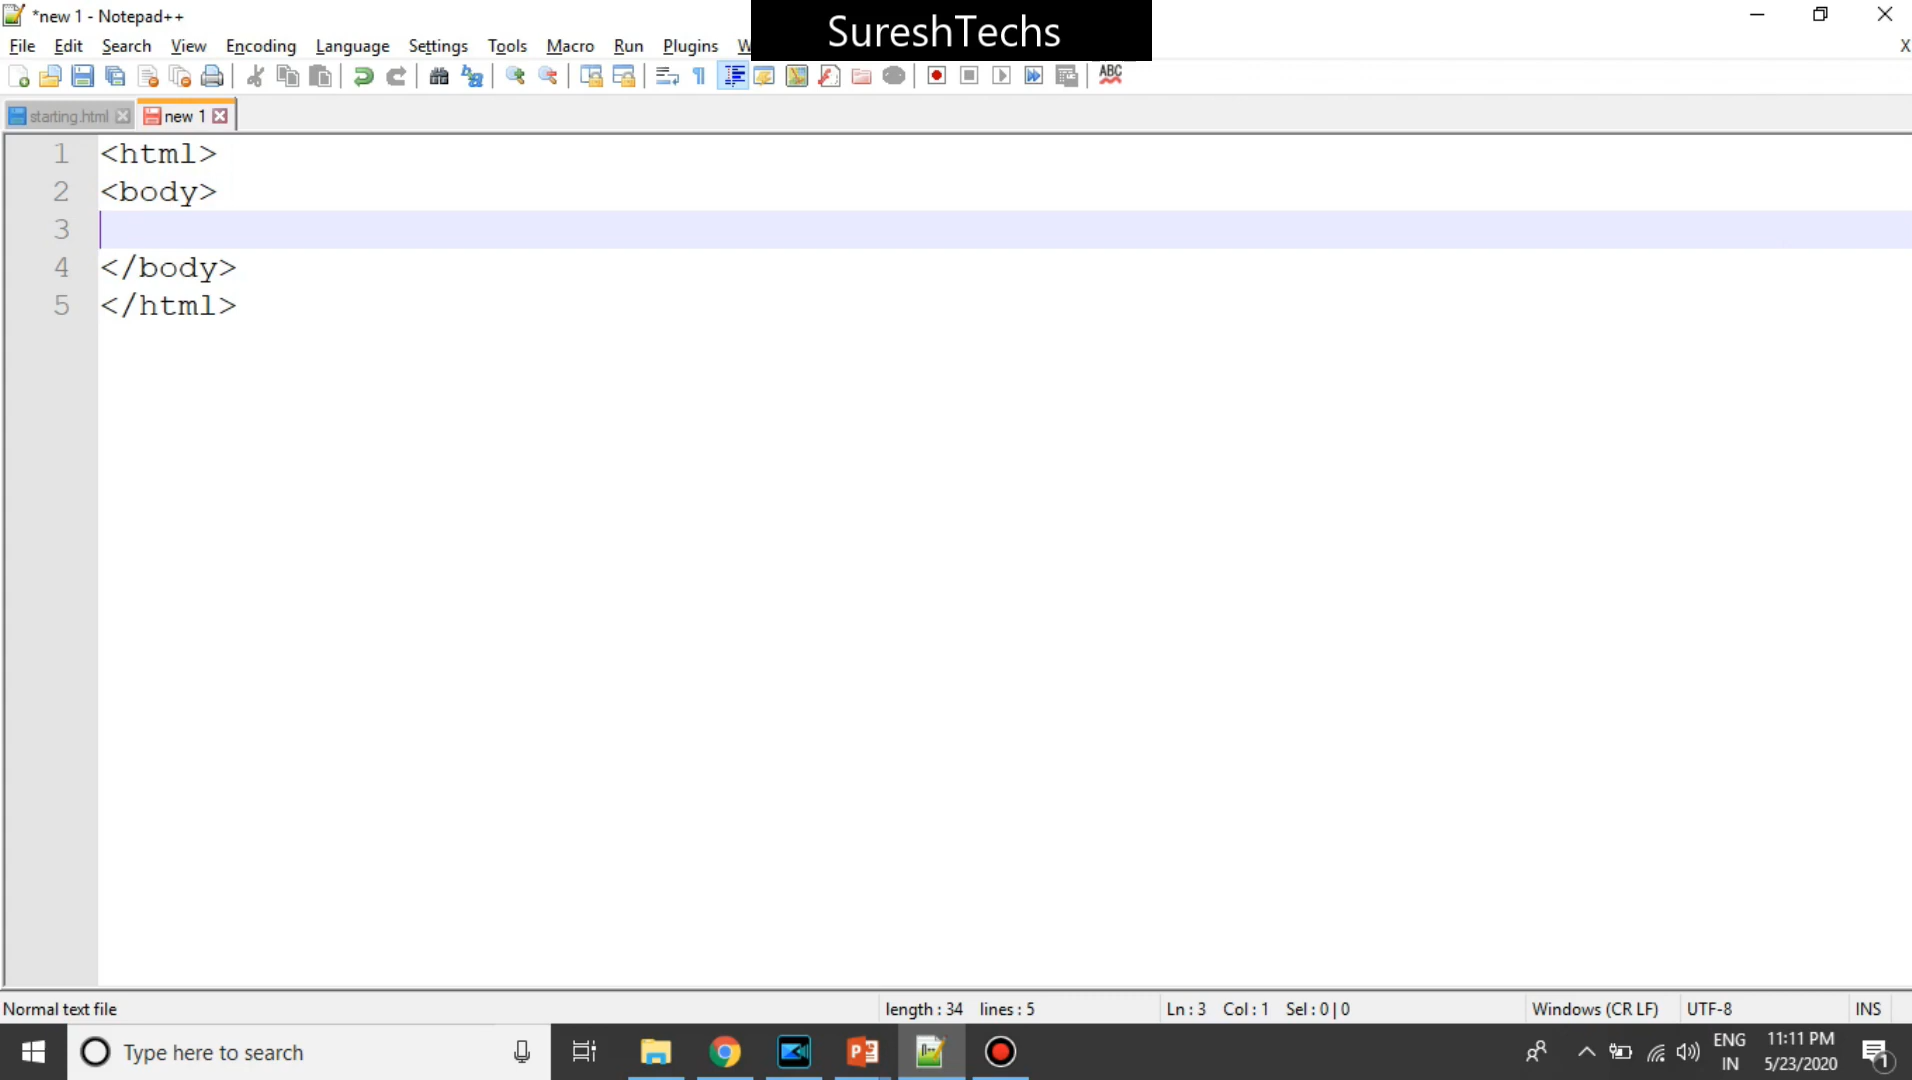 *new 1 - Notepad++
SureshTechs
File Edit Search View Encoding Language Settings Tools Macro Run Plugins W
X
ABC
starting.html new 1
1 <html>
2 <body>
3
4 </body>
5 </html>
Normal text file length : 34 lines : 5 Ln : 3 Col : 1 Sel : 0 | 0 Windows (CR LF) UTF-8 INS
Type here to search
ENG 11:11 PM
IN 5/23/2020
1